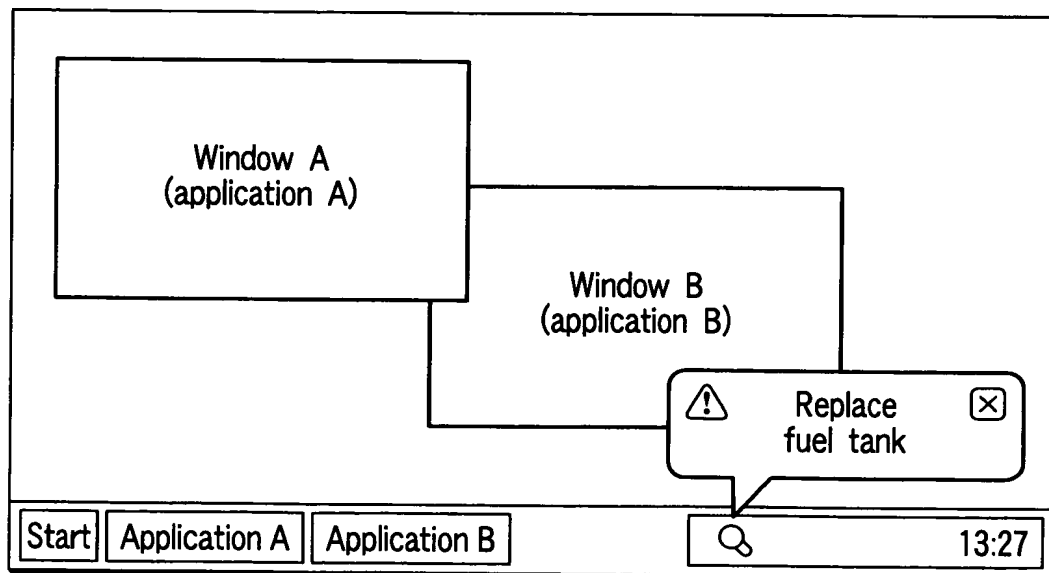 Window A
(application A)
Window B
(application B)
Replace
fuel tank
Start
Application A
Application B
13:27